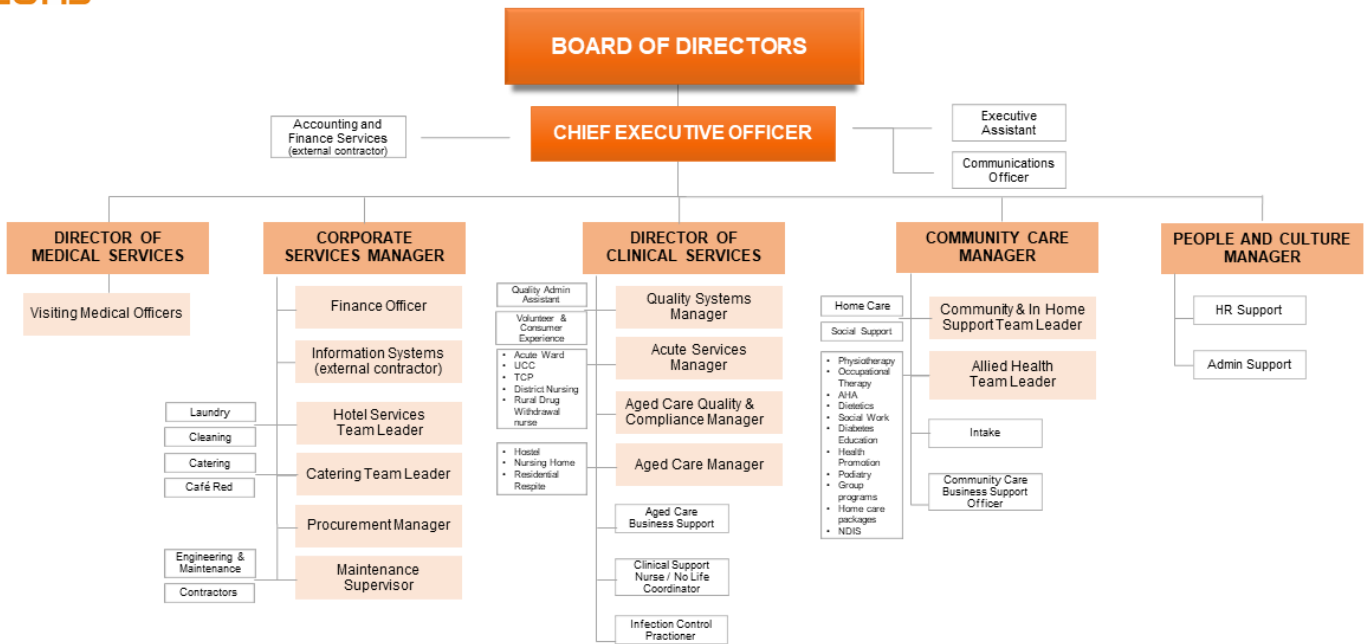 BOARD OF DIRECTORS
CHIEF EXECUTIVE OFFICER
Accounting and
Finance Services
(external contractor)
Executive
Assistant
Communications
Officer
DIRECTOR OF
MEDICAL SERVICES
Visiting Medical Officers
CORPORATE
SERVICES MANAGER
Finance Officer
Information Systems
(external contractor)
Laundry
Cleaning
Hotel Services
Team Leader
Catering
Café Red
Catering Team Leader
Procurement Manager
Engineering &
Maintenance
Contractors
Maintenance
Supervisor
DIRECTOR OF
CLINICAL SERVICES
Quality Admin
Assistant
Volunteer &
Consumer
Experience
Quality Systems
Manager
• Acute Ward
• UCC
• TCP
• District Nursing
• Rural Drug
Withdrawal
nurse
Acute Services
Manager
Aged Care Quality &
Compliance Manager
• Hostel
• Nursing Home
• Residential
Respite
Aged Care Manager
Aged Care
Business Support
Clinical Support
Nurse / No Life
Coordinator
Infection Control
Practioner
COMMUNITY CARE
MANAGER
Home Care
Social Support
Community & In Home
Support Team Leader
• Physiotherapy
• Occupational
Therapy
• AHA
• Dietetics
• Social Work
• Diabetes
Education
• Health
Promotion
• Podiatry
• Group
programs
• Home care
packages
• NDIS
Allied Health
Team Leader
Intake
Community Care
Business Support
Officer
PEOPLE AND CULTURE
MANAGER
HR Support
Admin Support